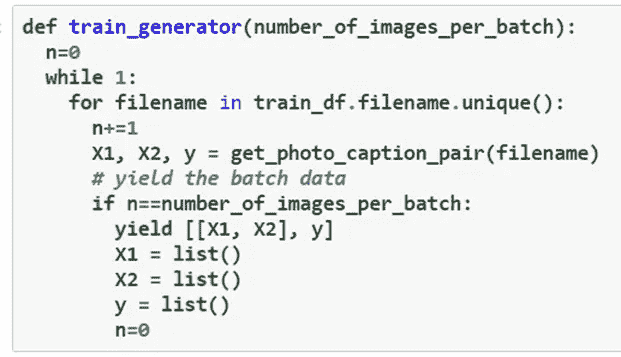 def train_generator(number_of_images_per_batch):
  n=0
  while 1:
    for filename in train_df.filename.unique():
      n+=1
      X1, X2, y = get_photo_caption_pair(filename)
      # yield the batch data
      if n==number_of_images_per_batch:
        yield [[X1, X2], y]
        X1 = list()
        X2 = list()
        y = list()
        n=0